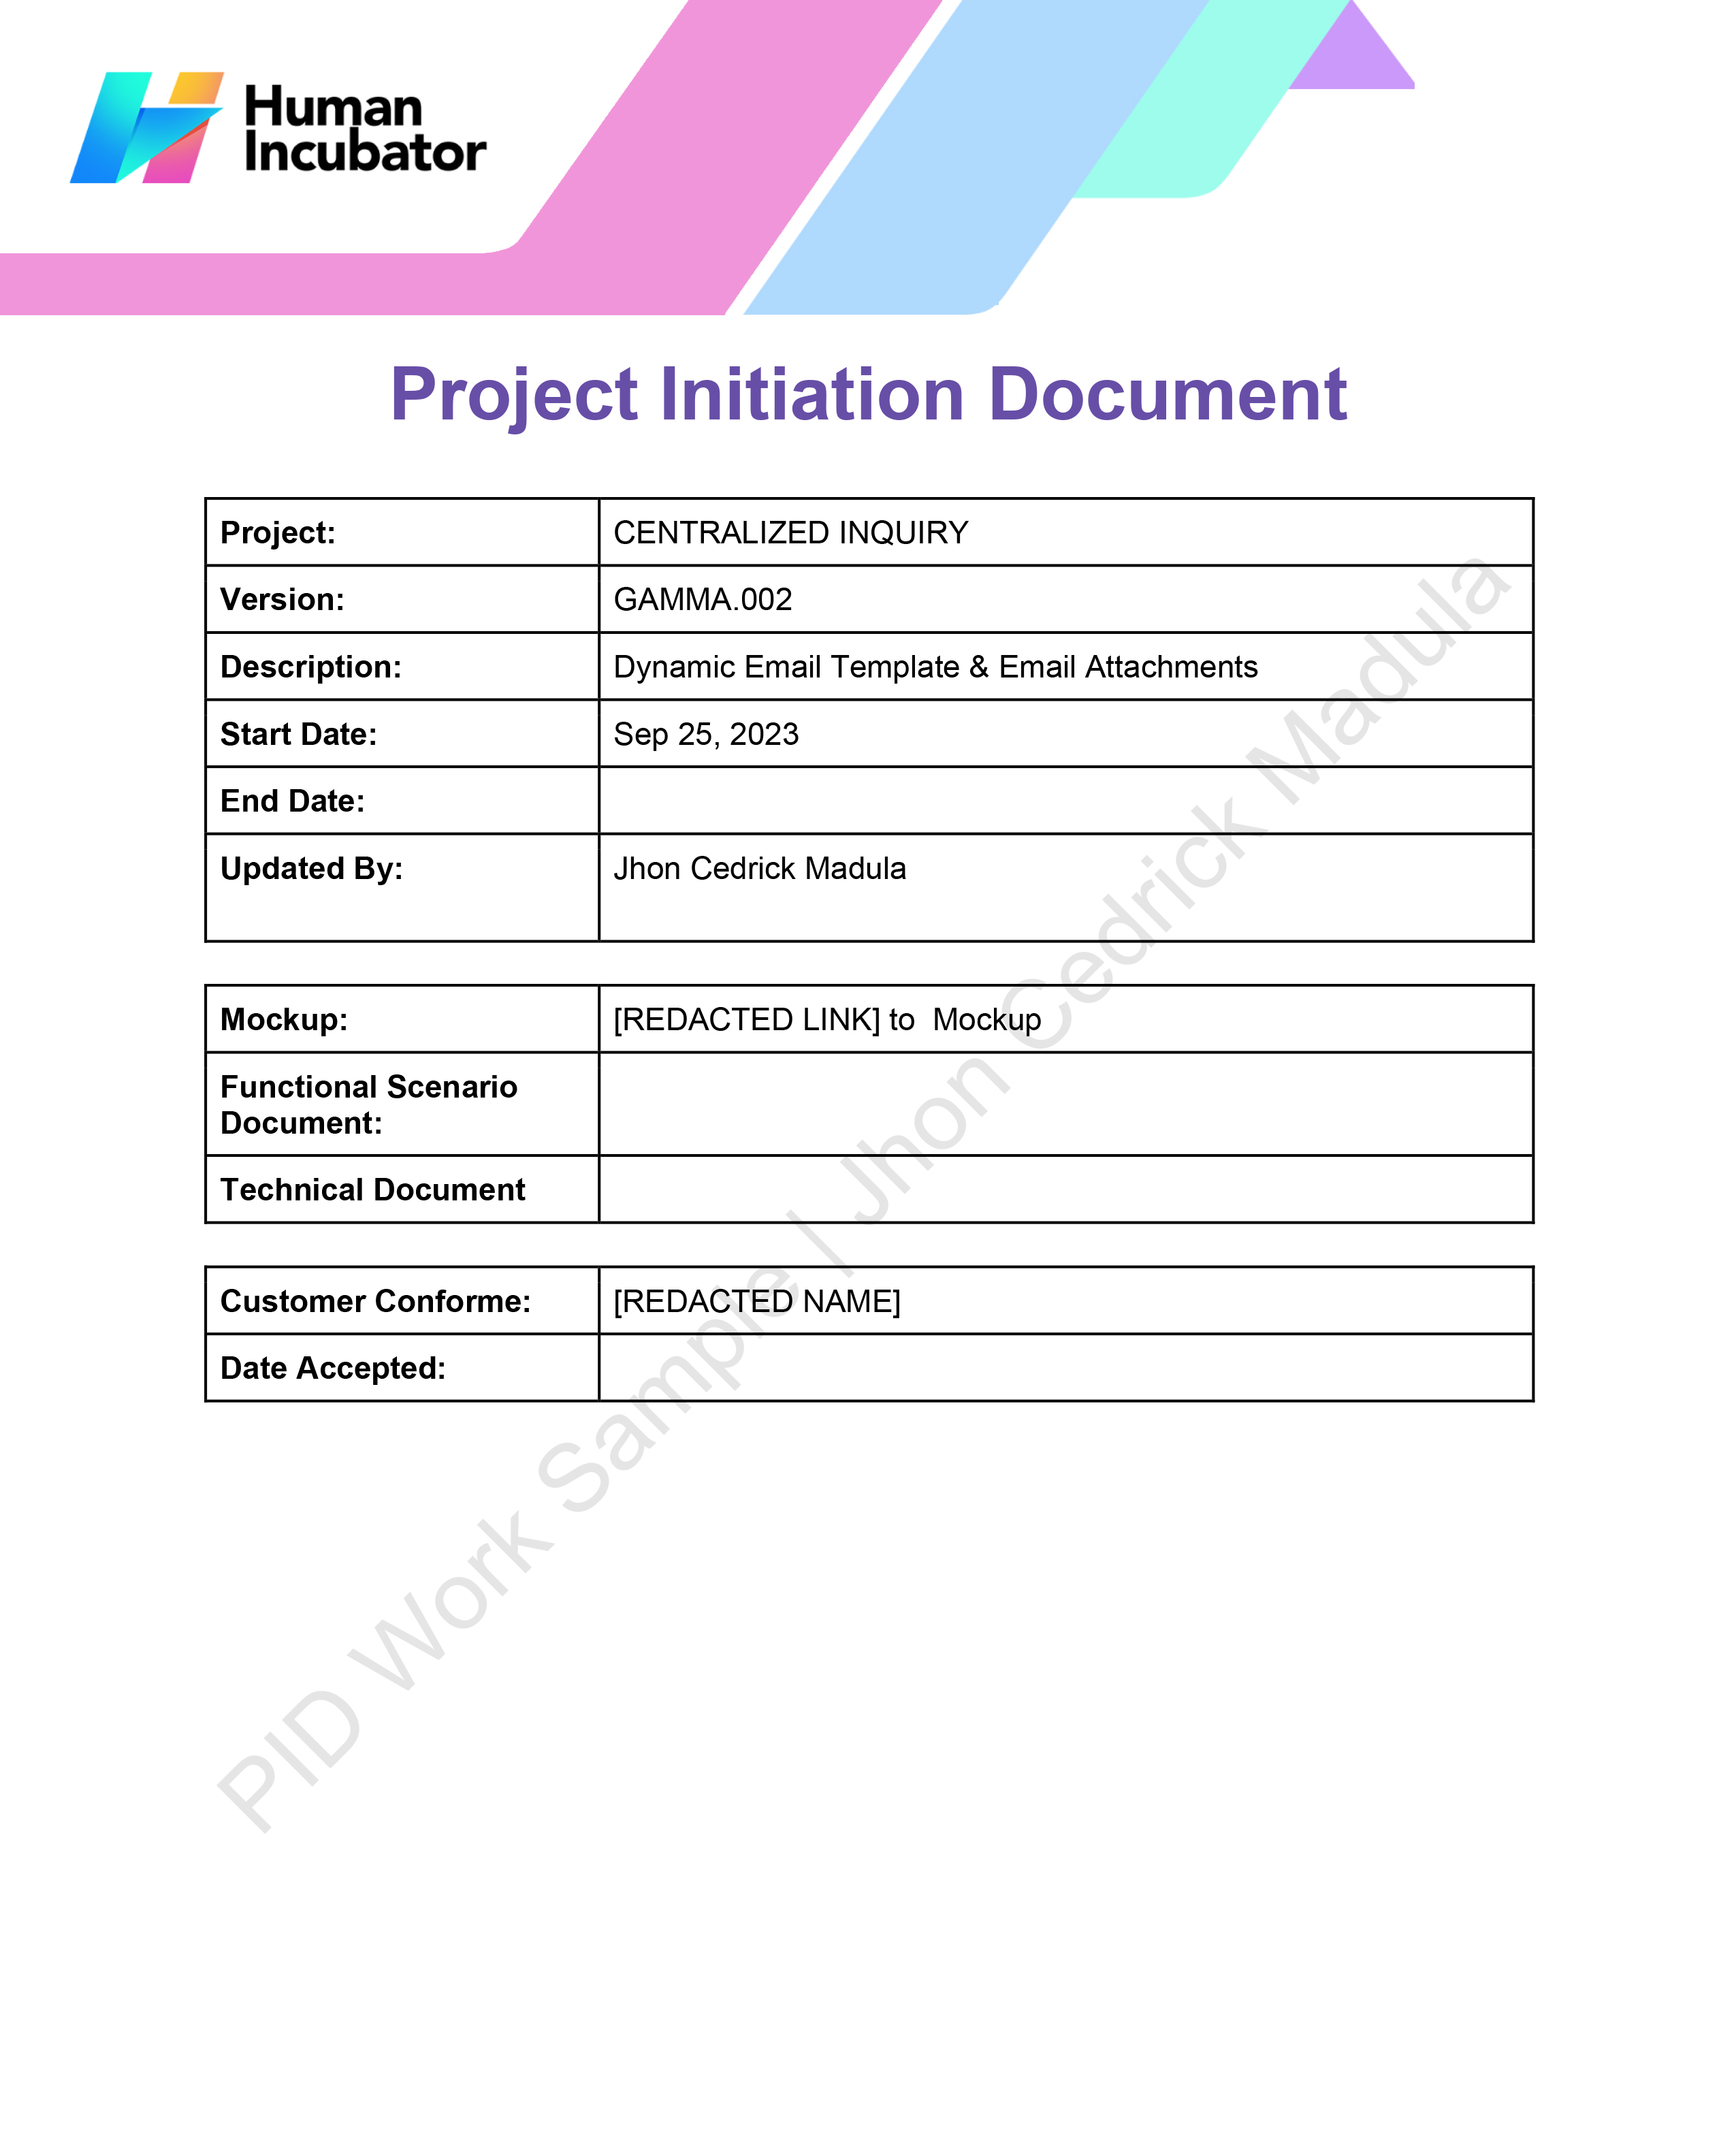 Human
Incubator
Project Initiation Document
Project: CENTRALIZED INQUIRY
Version: GAMMA.002
Description: Dynamic Email Template & Email Attachments
Start Date: Sep 25, 2023
End Date:
Updated By: Jhon Cedrick Madula
Mockup: [REDACTED LINK] to  Mockup
Functional Scenario
Document:
Technical Document
Customer Conforme: [REDACTED NAME]
Date Accepted:
PID Work Sample | Jhon Cedrick Madula